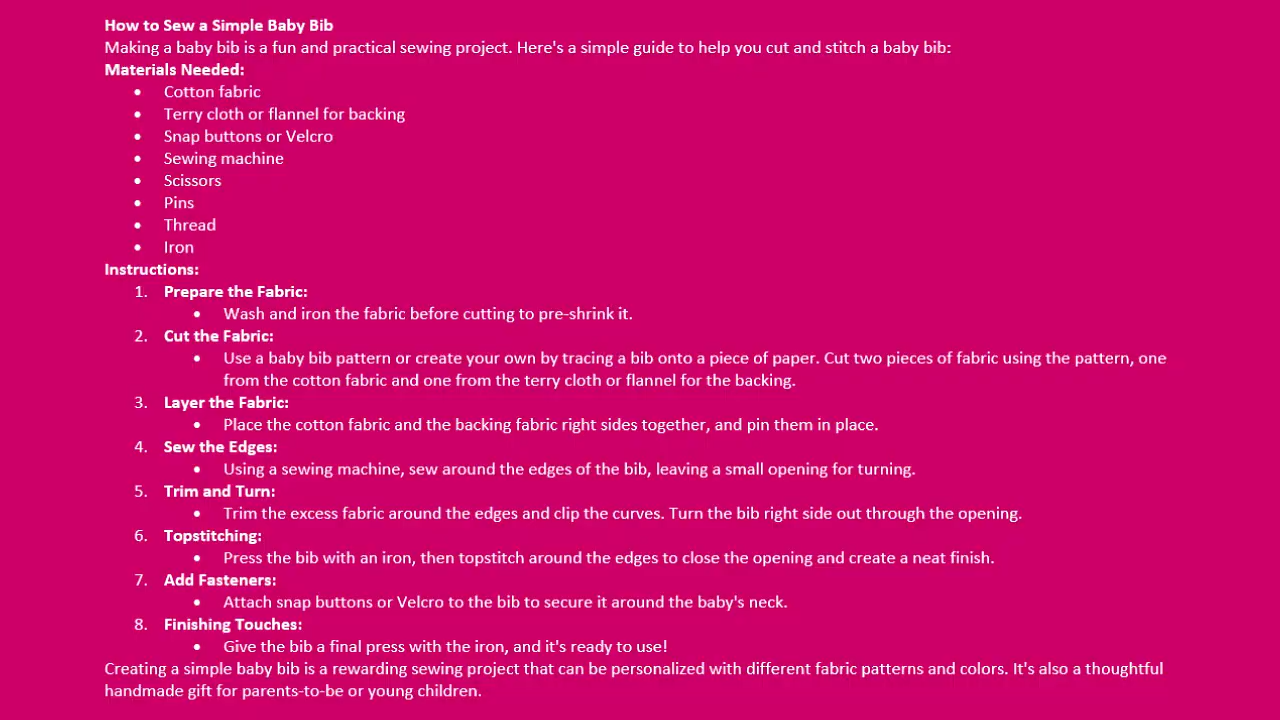 How to Sew a Simple Baby Bib
Making a baby bib is a fun and practical sewing project. Here's a simple guide to help you cut and stitch a baby bib:
Materials Needed:
• Cotton fabric
• Terry cloth or flannel for backing
• Snap buttons or Velcro
• Sewing machine
• Scissors
• Pins
• Thread
• Iron
Instructions:
1. Prepare the Fabric:
• Wash and iron the fabric before cutting to pre-shrink it.
2. Cut the Fabric:
• Use a baby bib pattern or create your own by tracing a bib onto a piece of paper. Cut two pieces of fabric using the pattern, one
from the cotton fabric and one from the terry cloth or flannel for the backing.
3. Layer the Fabric:
• Place the cotton fabric and the backing fabric right sides together, and pin them in place.
4. Sew the Edges:
• Using a sewing machine, sew around the edges of the bib, leaving a small opening for turning.
5. Trim and Turn:
• Trim the excess fabric around the edges and clip the curves. Turn the bib right side out through the opening.
6. Topstitching:
• Press the bib with an iron, then topstitch around the edges to close the opening and create a neat finish.
7. Add Fasteners:
• Attach snap buttons or Velcro to the bib to secure it around the baby's neck.
8. Finishing Touches:
• Give the bib a final press with the iron, and it's ready to use!
Creating a simple baby bib is a rewarding sewing project that can be personalized with different fabric patterns and colors. It's also a thoughtful
handmade gift for parents-to-be or young children.